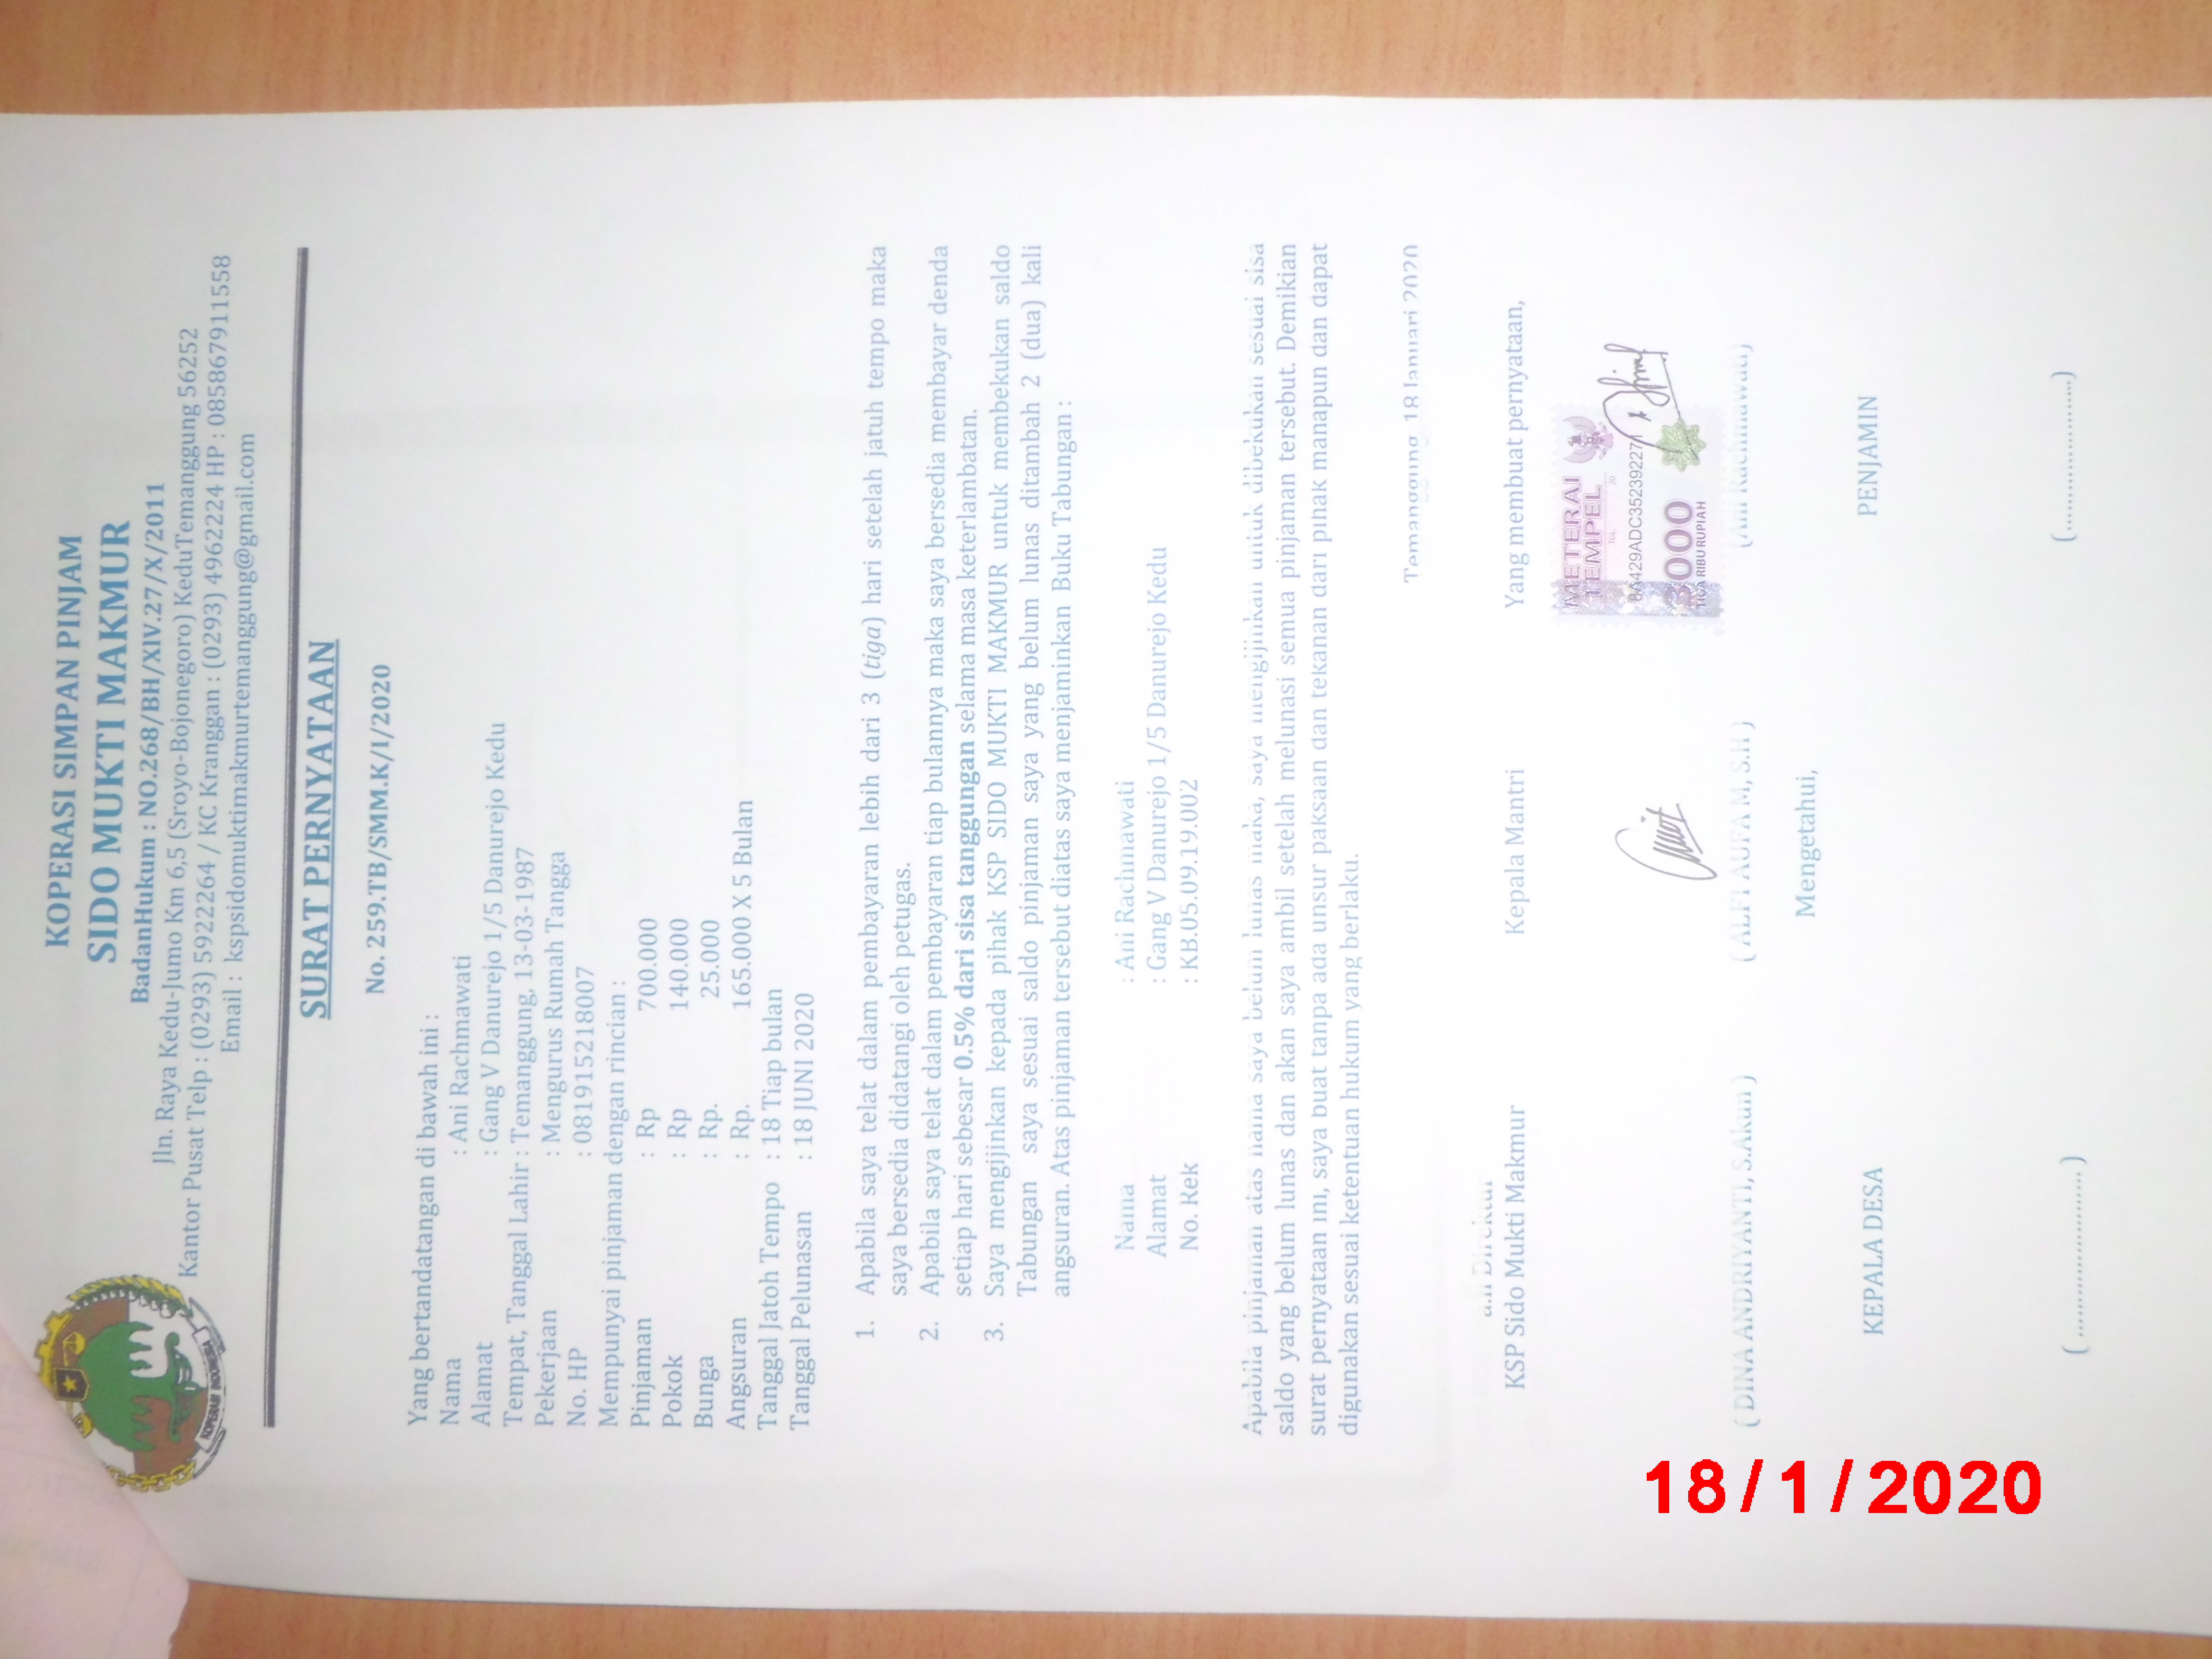 KOPERASI SIMPAN PINJAM
SIDO MUKTI MAKMUR
BadanHukum : NO.268/BH/XIV.27/X/2011
Jln. Raya Kedu-Jumo Km 6,5 (Sroyo-Bojonegoro) KeduTemanggung 56252
Kantor Pusat Telp : (0293) 5922264 / KC Kranggan : (0293) 4962224 HP : 085867911558
Email : kspsidomuktimakmurtemanggung@gmail.com
KOPERASI INDONESIA
SURAT PERNYATAAN
No. 259.TB/SMM.K/I/2020
Yang bertandatangan di bawah ini :
Nama : Ani Rachmawati
Alamat : Gang V Danurejo 1/5 Danurejo Kedu
Tempat, Tanggal Lahir : Temanggung, 13-03-1987
Pekerjaan : Mengurus Rumah Tangga
No. HP : 0819152180​07
Mempunyai pinjaman dengan rincian :
Pinjaman : Rp 700.000
Pokok : Rp 140.000
Bunga : Rp. 25.000
Angsuran : Rp. 165.000 X 5 Bulan
Tanggal Jatoh Tempo : 18 Tiap bulan
Tanggal Pelunasan : 18 JUNI 2020
1. Apabila saya telat dalam pembayaran lebih dari 3 (tiga) hari setelah jatuh tempo maka
saya bersedia didatangi oleh petugas.
2. Apabila saya telat dalam pembayaran tiap bulannya maka saya bersedia membayar denda
setiap hari sebesar 0.5% dari sisa tanggungan selama masa keterlambatan.
3. Saya mengijinkan kepada pihak KSP SIDO MUKTI MAKMUR untuk membekukan saldo
Tabungan saya sesuai saldo pinjaman saya yang belum lunas ditambah 2 (dua) kali
angsuran. Atas pinjaman tersebut diatas saya menjaminkan Buku Tabungan :
Nama : Ani Rachmawati
Alamat : Gang V Danurejo 1/5 Danurejo Kedu
No. Rek : KB.05.09.19.002
Apabila pinjaman atas nama saya belum lunas maka, saya mengijinkan untuk dibekukan sesuai sisa
saldo yang belum lunas dan akan saya ambil setelah melunasi semua pinjaman tersebut. Demikian
surat pernyataan ini, saya buat tanpa ada unsur paksaan dan tekanan dari pihak manapun dan dapat
digunakan sesuai ketentuan hukum yang berlaku.
Temanggung, 18 Januari 2020
a.n Direktur
KSP Sido Mukti Makmur Kepala Mantri Yang membuat pernyataan,
METERAI
TEMPEL
TGL. 20
8A429ADC352392271
3000
TIGA RIBU RUPIAH
( DINA ANDRIYANTI, S.Akun ) ( ALFI AUFA M, S.H ) (Ani Rachmawati)
Mengetahui,
KEPALA DESA PENJAMIN
( ........................... ) (...........................)
18/1/2020